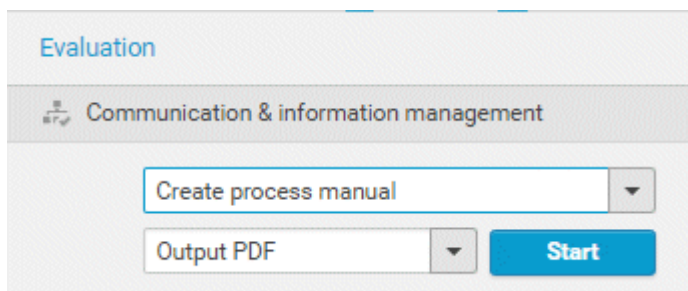 Evaluation
Communication & information management
Create process manual
Output PDF
Start